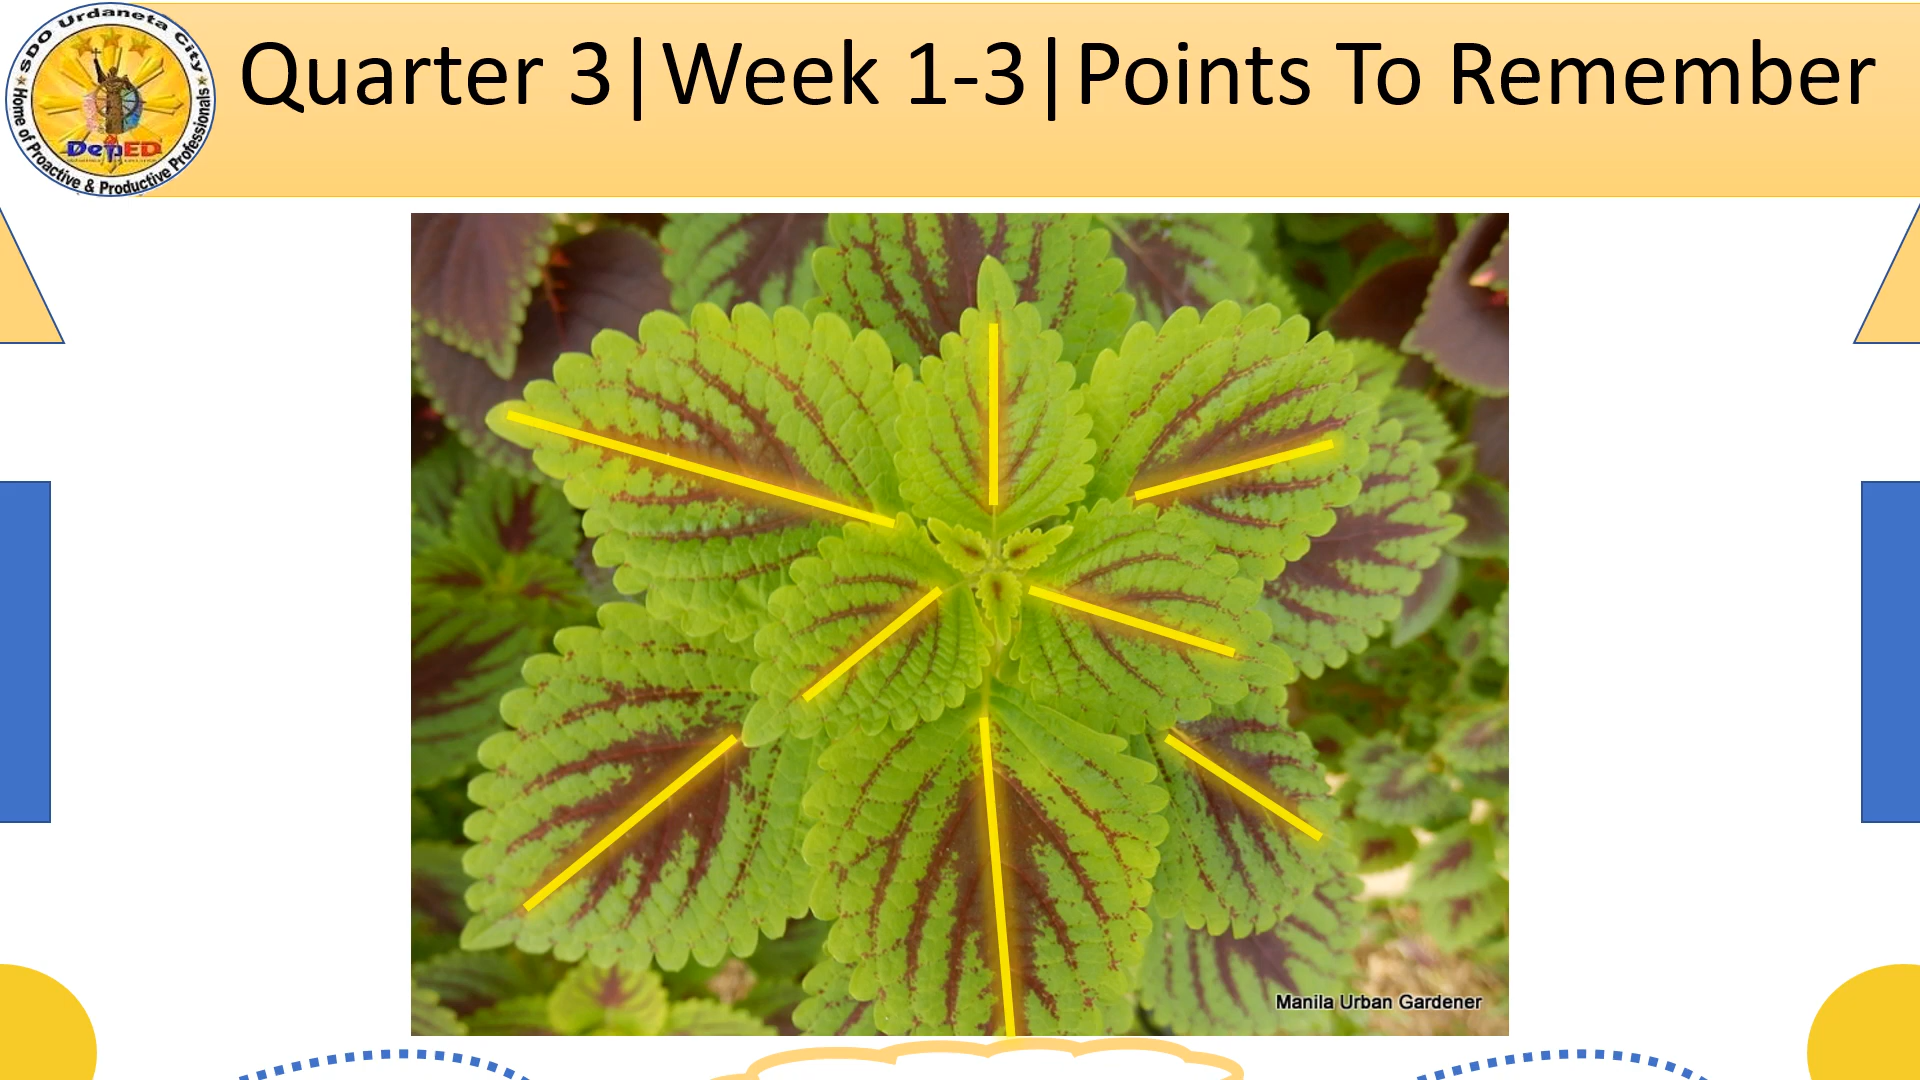 SDO Urdaneta City
Home of Proactive & Productive Professionals
DepED
Quarter 3|Week 1-3|Points To Remember
Manila Urban Gardener